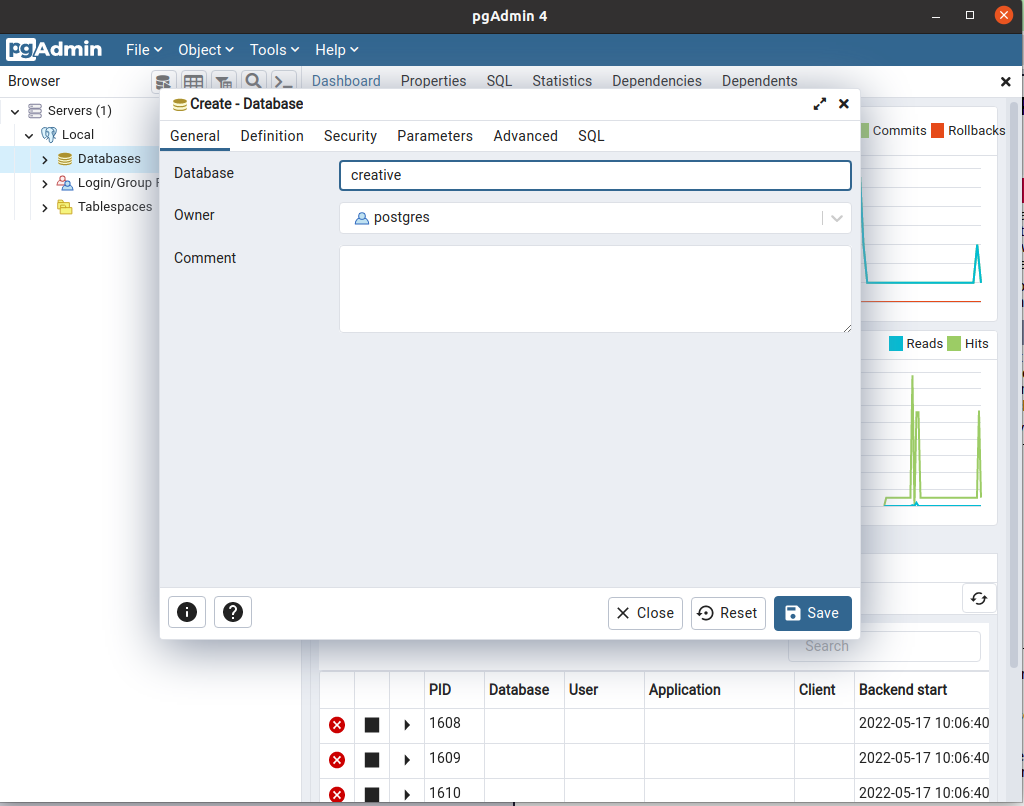 pgAdmin 4
pgAdmin File Object Tools Help
Browser Dashboard Properties SQL Statistics Dependencies Dependents
Servers (1)
Local
Databases
Login/Group
Tablespaces
Create - Database
General Definition Security Parameters Advanced SQL
Database creative
Owner postgres
Comment
Close Reset Save
Commits Rollbacks
Reads Hits
Search
PID Database User Application Client Backend start
1608 2022-05-17 10:06:40
1609 2022-05-17 10:06:40
1610 2022-05-17 10:06:40